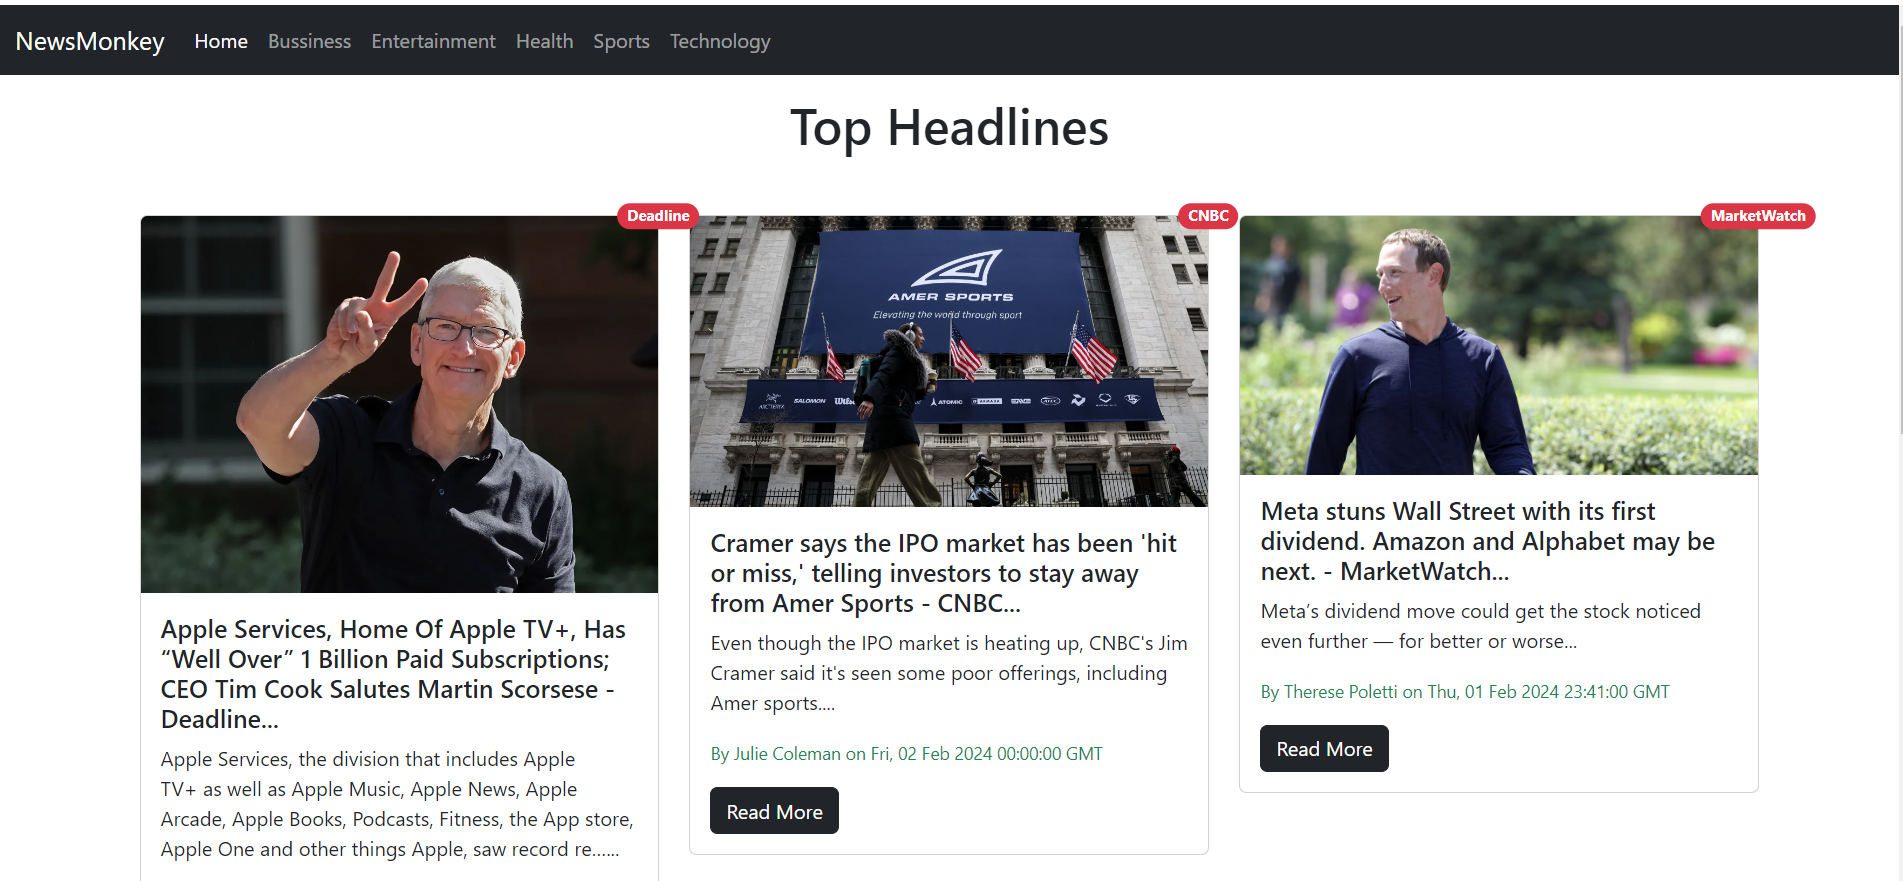 NewsMonkey Home Bussiness Entertainment Health Sports Technology
Top Headlines
Deadline
Apple Services, Home Of Apple TV+, Has
“Well Over” 1 Billion Paid Subscriptions;
CEO Tim Cook Salutes Martin Scorsese -
Deadline...
Apple Services, the division that includes Apple
TV+ as well as Apple Music, Apple News, Apple
Arcade, Apple Books, Podcasts, Fitness, the App store,
Apple One and other things Apple, saw record re......
CNBC
AMER SPORTS
Elevating the world through sport
ARC'TERYX SALOMON Wilson ATOMIC ARMADA
Cramer says the IPO market has been 'hit
or miss,' telling investors to stay away
from Amer Sports - CNBC...
Even though the IPO market is heating up, CNBC's Jim
Cramer said it's seen some poor offerings, including
Amer sports....
By Julie Coleman on Fri, 02 Feb 2024 00:00:00 GMT
Read More
MarketWatch
Meta stuns Wall Street with its first
dividend. Amazon and Alphabet may be
next. - MarketWatch...
Meta’s dividend move could get the stock noticed
even further — for better or worse...
By Therese Poletti on Thu, 01 Feb 2024 23:41:00 GMT
Read More